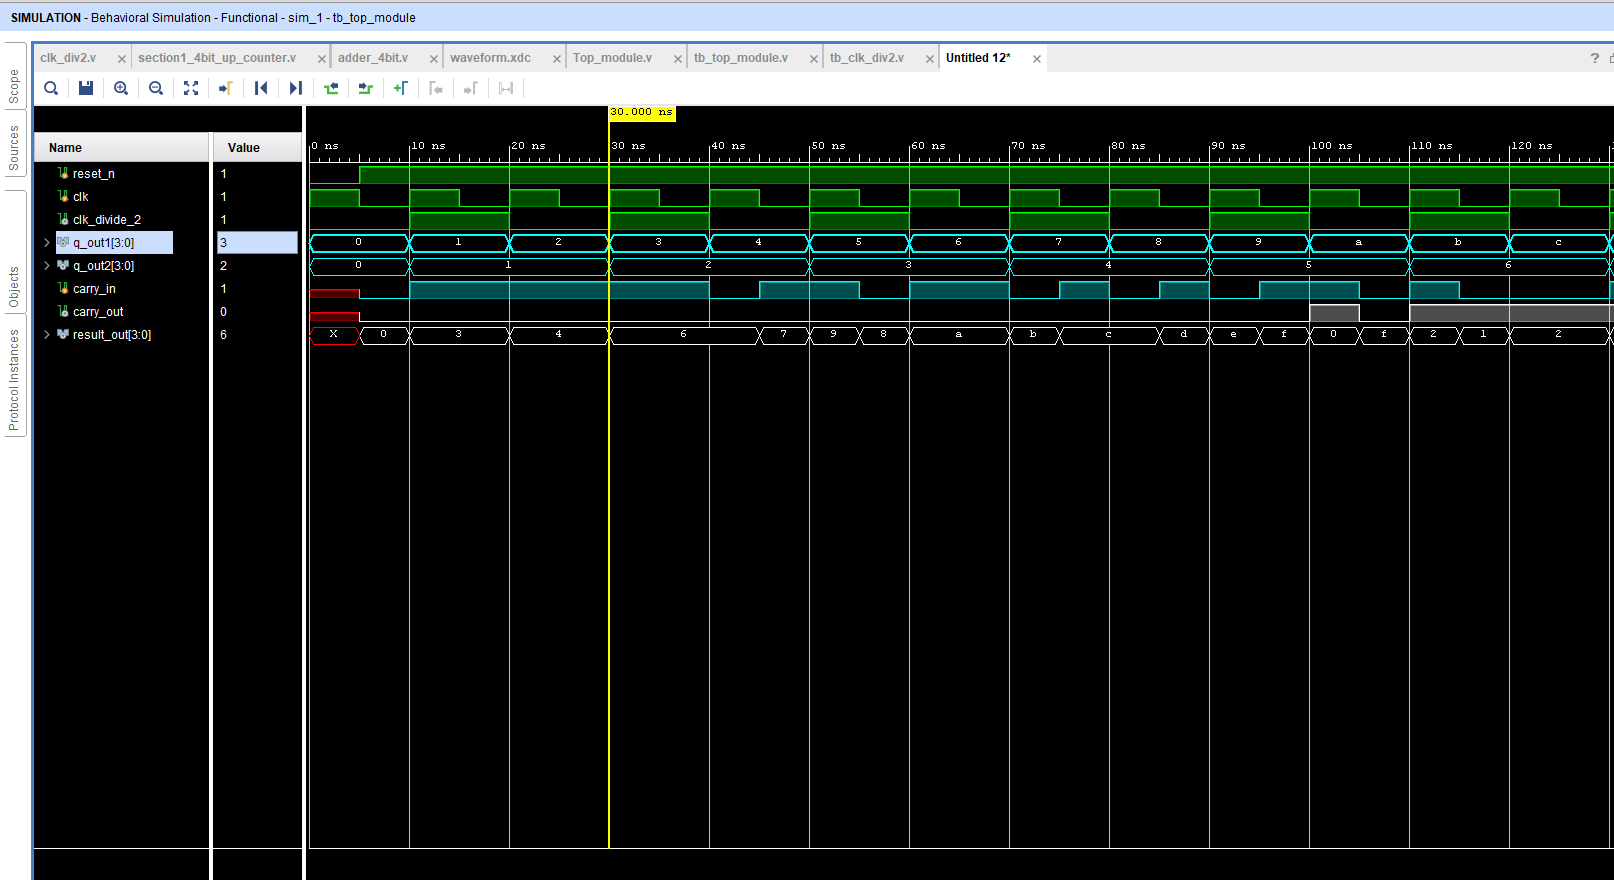 SIMULATION - Behavioral Simulation - Functional - sim_1 - tb_top_module
clk_div2.v section1_4bit_up_counter.v adder_4bit.v waveform.xdc Top_module.v tb_top_module.v tb_clk_div2.v Untitled 12*
Scope
Sources
Objects
Protocol Instances
30.000 ns
Name Value
0 ns 10 ns 20 ns 30 ns 40 ns 50 ns 60 ns 70 ns 80 ns 90 ns 100 ns 110 ns 120 ns
reset_n 1
clk 1
clk_divide_2 1
q_out1[3:0] 3 0 1 2 3 4 5 6 7 8 9 a b c
q_out2[3:0] 2 0 1 2 3 4 5 6
carry_in 1
carry_out 0
result_out[3:0] 6 X 0 3 4 6 7 9 8 a b c d e f 0 f 2 1 2